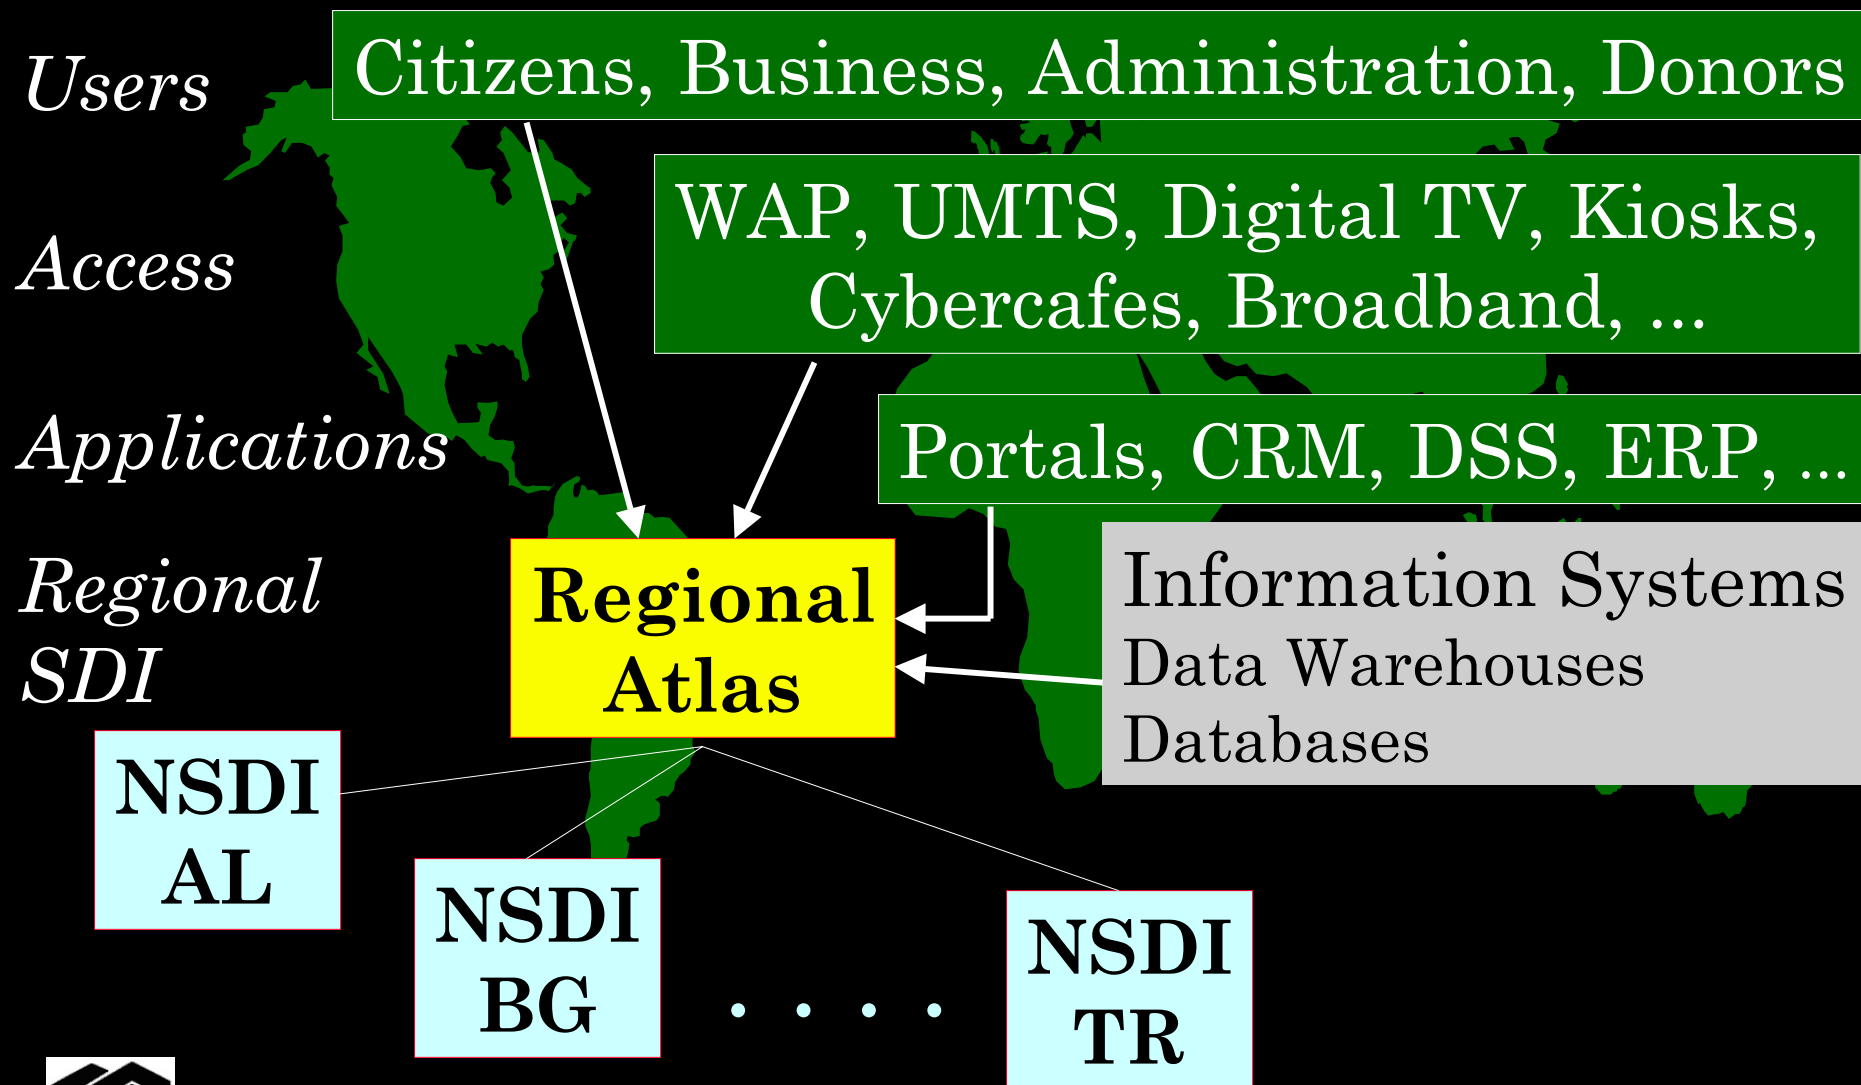 Users
Citizens, Business, Administration, Donors
Access
WAP, UMTS, Digital TV, Kiosks,
Cybercafes, Broadband, ...
Applications
Portals, CRM, DSS, ERP, ...
Regional
SDI
Regional
Atlas
Information Systems
Data Warehouses
Databases
NSDI
AL
NSDI
BG
. . . .
NSDI
TR